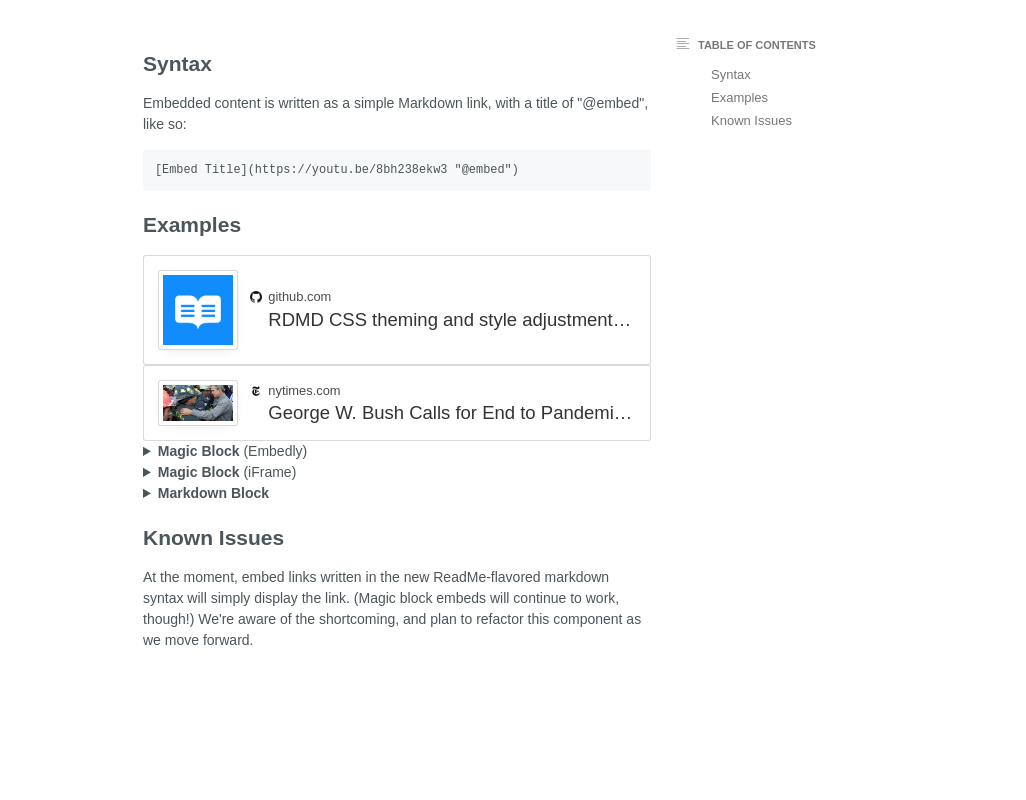 Syntax
Embedded content is written as a simple Markdown link, with a title of "@embed",
like so:
[Embed Title](https://youtu.be/8bh238ekw3 "@embed")
Examples
github.com
RDMD CSS theming and style adjustment…
nytimes.com
George W. Bush Calls for End to Pandemi…
Magic Block (Embedly)
Magic Block (iFrame)
Markdown Block
Known Issues
At the moment, embed links written in the new ReadMe-flavored markdown
syntax will simply display the link. (Magic block embeds will continue to work,
though!) We're aware of the shortcoming, and plan to refactor this component as
we move forward.
TABLE OF CONTENTS
Syntax
Examples
Known Issues